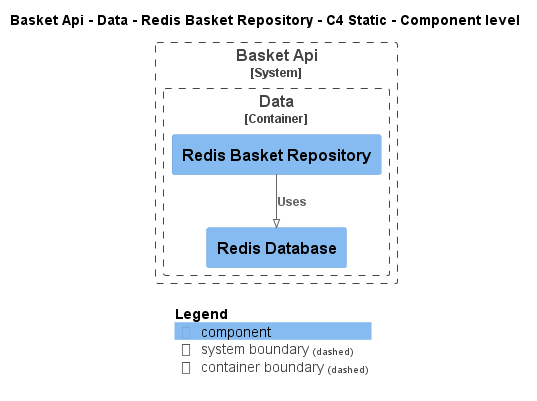 Basket Api - Data - Redis Basket Repository - C4 Static - Component level
Basket Api
[System]
Data
[Container]
Redis Basket Repository
Uses
Redis Database
Legend
component
system boundary (dashed)
container boundary (dashed)